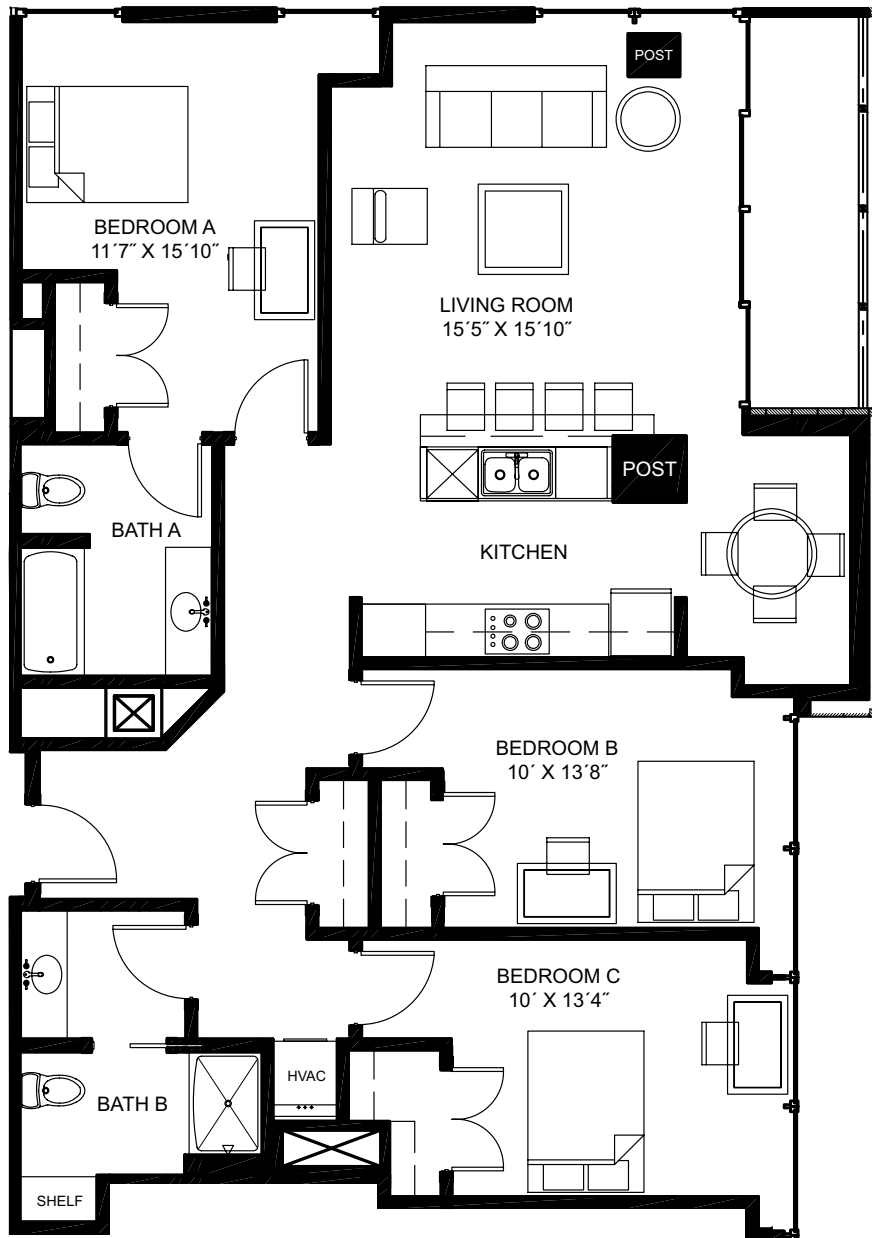 POST
BEDROOM A
11´7˝ X 15´10˝
LIVING ROOM
15´5˝ X 15´10˝
POST
BATH A
KITCHEN
BEDROOM B
10´ X 13´8˝
BEDROOM C
10´ X 13´4˝
HVAC
BATH B
SHELF